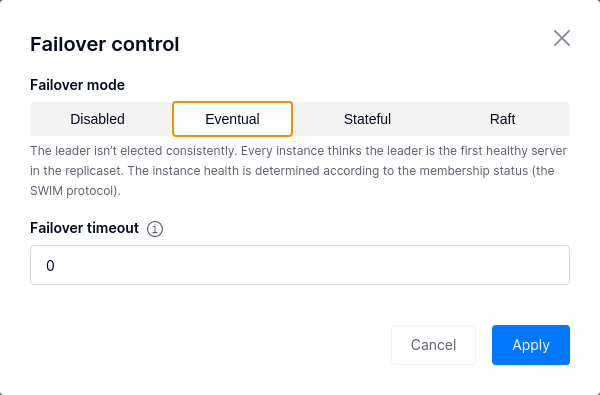 Failover control
Failover mode
Disabled Eventual Stateful Raft
The leader isn’t elected consistently. Every instance thinks the leader is the first healthy server
in the replicaset. The instance health is determined according to the membership status (the
SWIM protocol).
Failover timeout
0
Cancel Apply